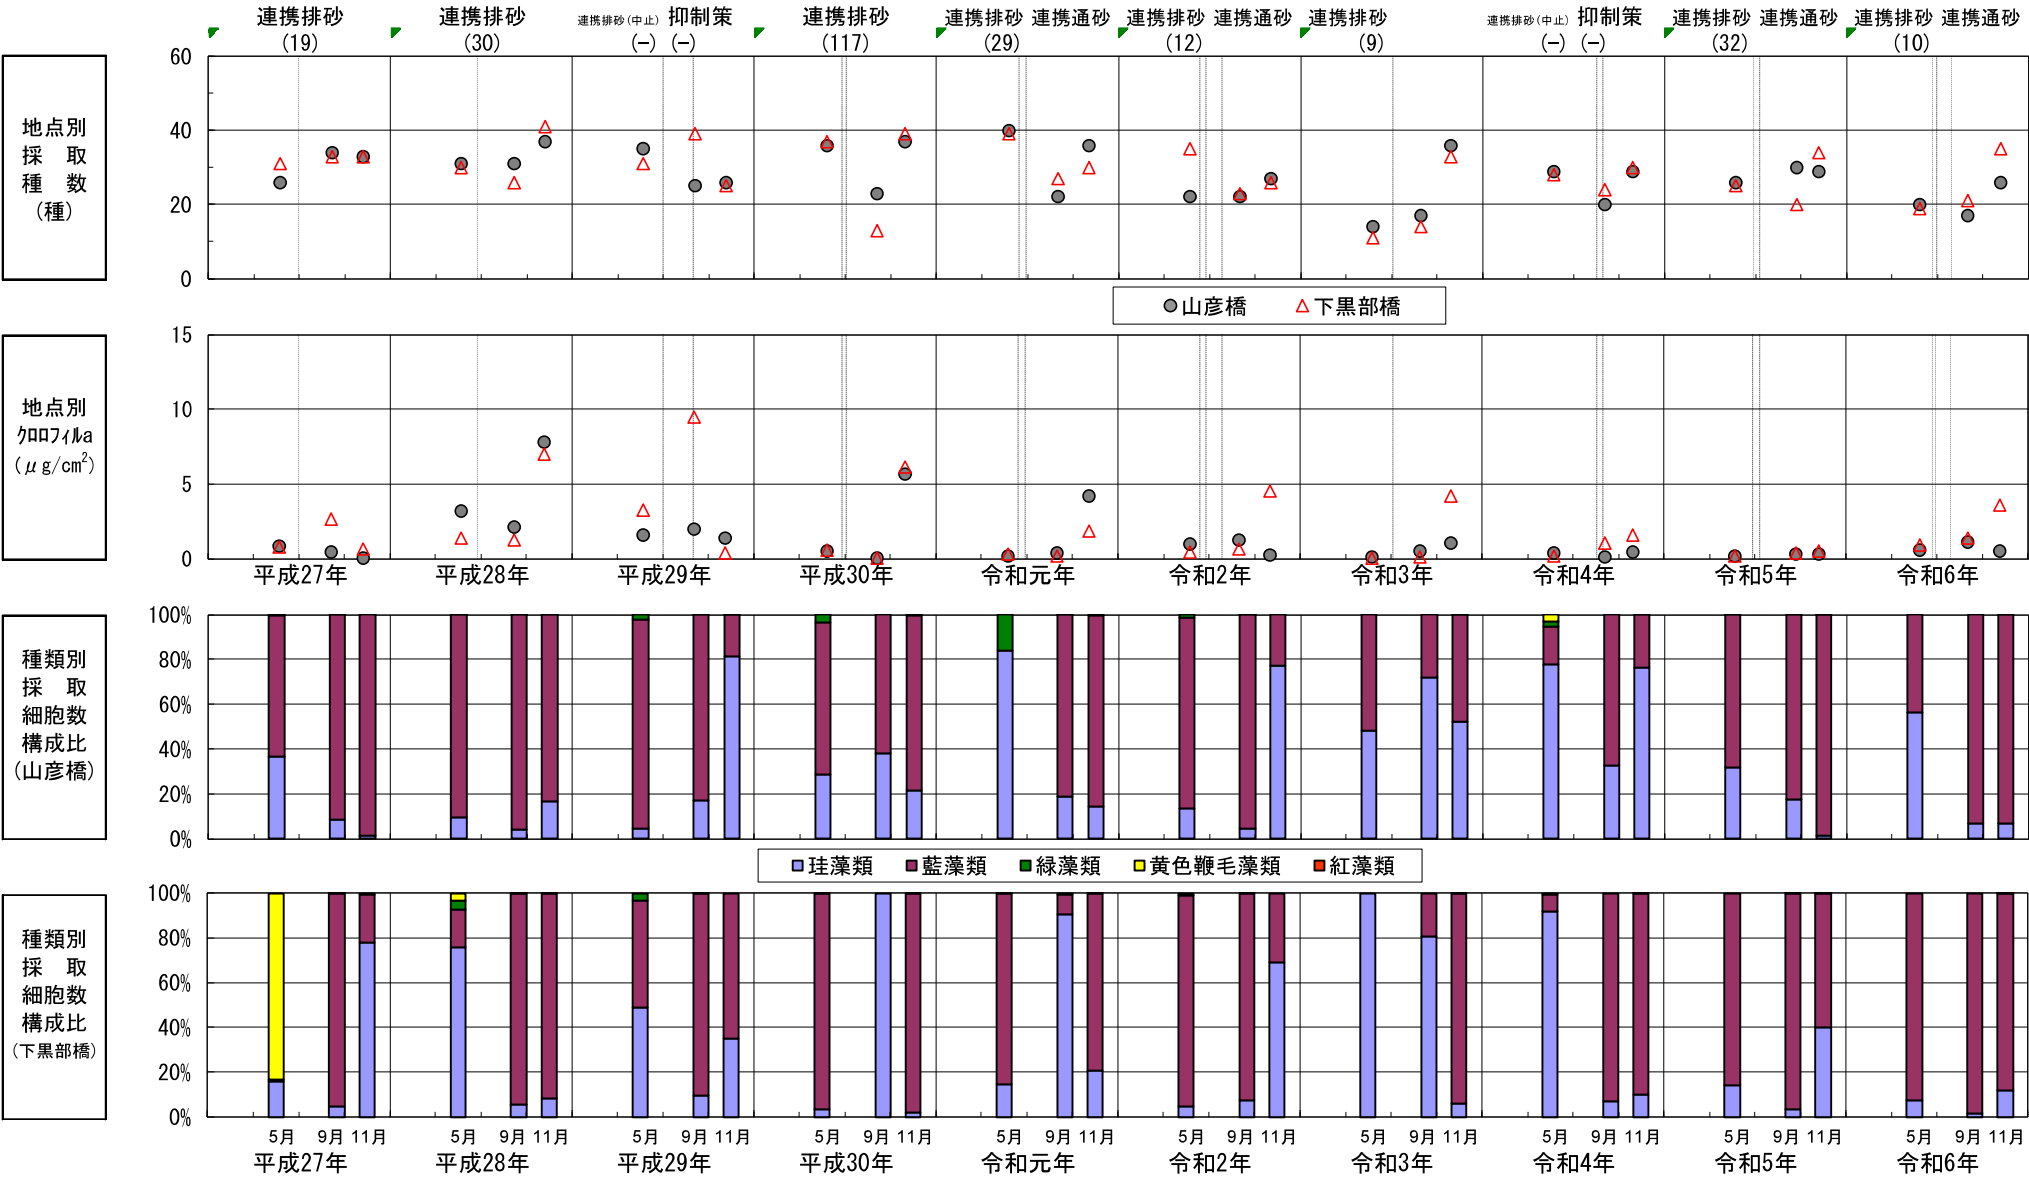 連携排砂 連携排砂 連携排砂(中止) 抑制策 連携排砂 連携排砂 連携通砂 連携排砂 連携通砂 連携排砂 連携排砂(中止) 抑制策 連携排砂 連携通砂 連携排砂 連携通砂
(19) (30) (−) (−) (117) (29) (12) (9) (−) (−) (32) (10)
地点別
採 取
種 数
(種)
60
40
20
0
山彦橋 下黒部橋
地点別
クロロフィルa
(μg/cm2)
15
10
5
0
平成27年 平成28年 平成29年 平成30年 令和元年 令和2年 令和3年 令和4年 令和5年 令和6年
種類別
採 取
細胞数
構成比
(山彦橋)
100%
80%
60%
40%
20%
0%
珪藻類 藍藻類 緑藻類 黄色鞭毛藻類 紅藻類
種類別
採 取
細胞数
構成比
(下黒部橋)
100%
80%
60%
40%
20%
0%
5月 9月 11月 5月 9月 11月 5月 9月 11月 5月 9月 11月 5月 9月 11月 5月 9月 11月 5月 9月 11月 5月 9月 11月 5月 9月 11月 5月 9月 11月
平成27年 平成28年 平成29年 平成30年 令和元年 令和2年 令和3年 令和4年 令和5年 令和6年